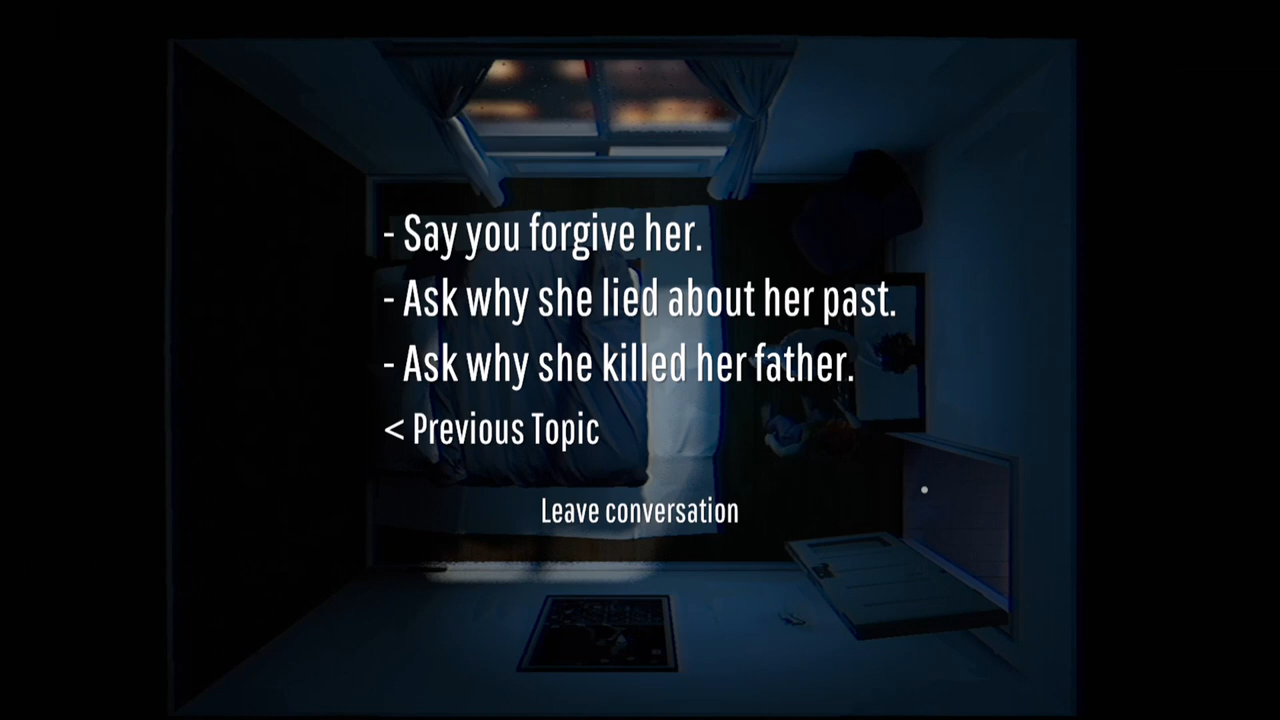 - Say you forgive her.
- Ask why she lied about her past.
- Ask why she killed her father.
< Previous Topic
Leave conversation